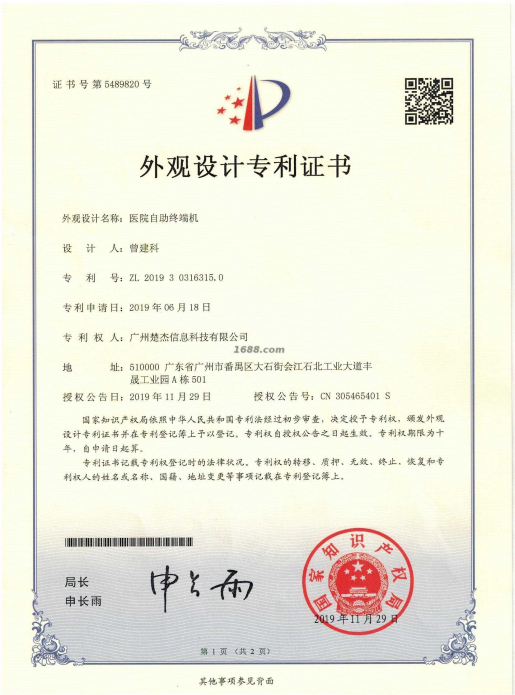 证书号第5489820号
外观设计专利证书
外观设计名称：医院自助终端机
设 计 人：曾建科
专 利 号：ZL 2019 3 0316315.0
专利申请日：2019年06月18日
专 利 权 人：广州楚杰信息科技有限公司
1688.com
地 址：510000 广东省广州市番禺区大石街会江石北工业大道丰
晟工业园A栋501
授权公告日：2019年11月29日 授权公告号：CN 305465401 S
国家知识产权局依照中华人民共和国专利法经过初步审查，决定授予专利权，颁发外观
设计专利证书并在专利登记簿上予以登记。专利权自授权公告之日起生效。专利权期限为十
年，自申请日起算。
专利证书记载专利权登记时的法律状况。专利权的转移、质押、无效、终止、恢复和专
利权人的姓名或名称、国籍、地址变更等事项记载在专利登记簿上。
局长
申长雨
申长雨
国家知识产权局
2019年11月29日
第 1 页 （共 2 页）
其他事项参见背面